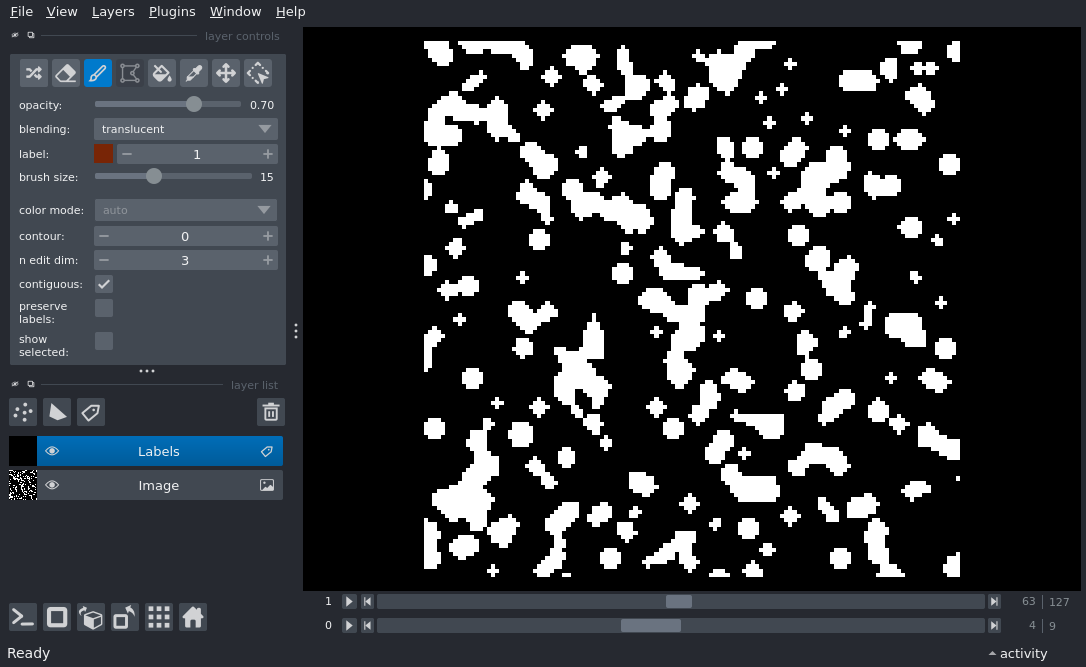 File View Layers Plugins Window Help
layer controls
opacity: 0.70
blending: translucent
label: 1
brush size: 15
color mode: auto
contour: 0
n edit dim: 3
contiguous:
preserve
labels:
show
selected:
layer list
Labels
Image
1 63 127
0 4 9
Ready activity